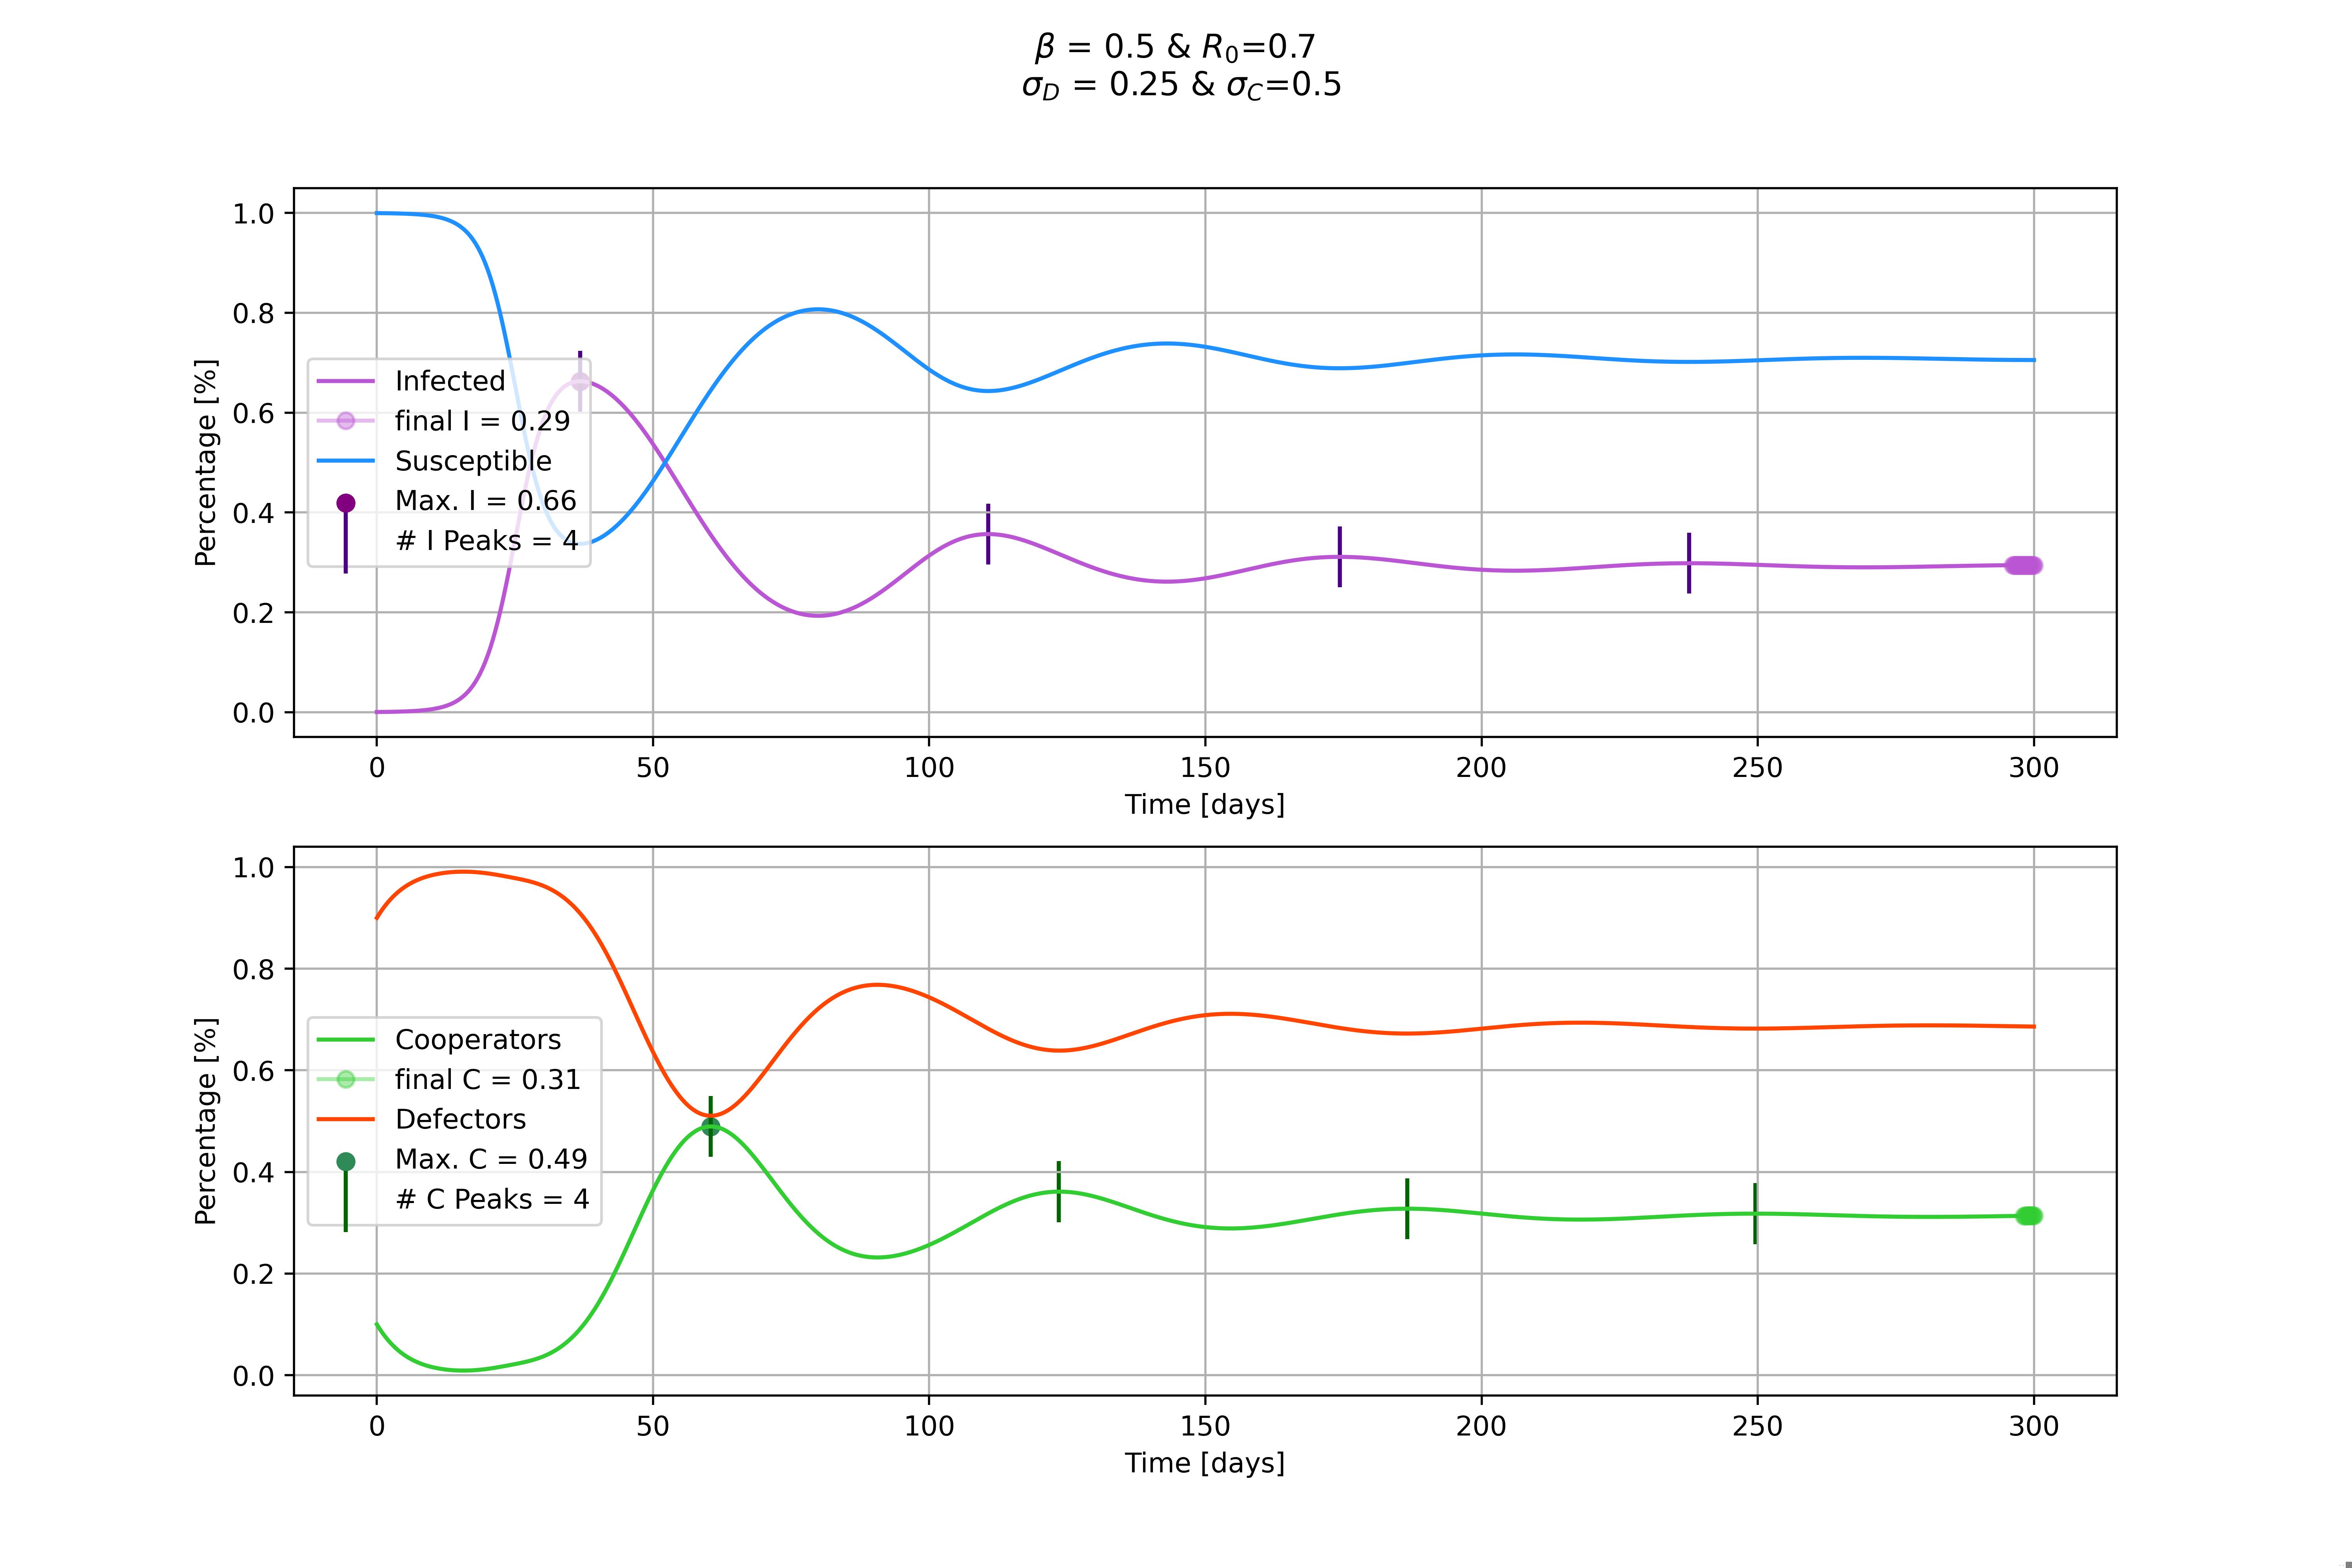 β = 0.5 & R₀=0.7
σ_D = 0.25 & σ_C=0.5
1.0
0.8
0.6
0.4
0.2
0.0
Percentage [%]
Infected
final I = 0.29
Susceptible
Max. I = 0.66
# I Peaks = 4
0 50 100 150 200 250 300
Time [days]
1.0
0.8
0.6
0.4
0.2
0.0
Percentage [%]
Cooperators
final C = 0.31
Defectors
Max. C = 0.49
# C Peaks = 4
0 50 100 150 200 250 300
Time [days]